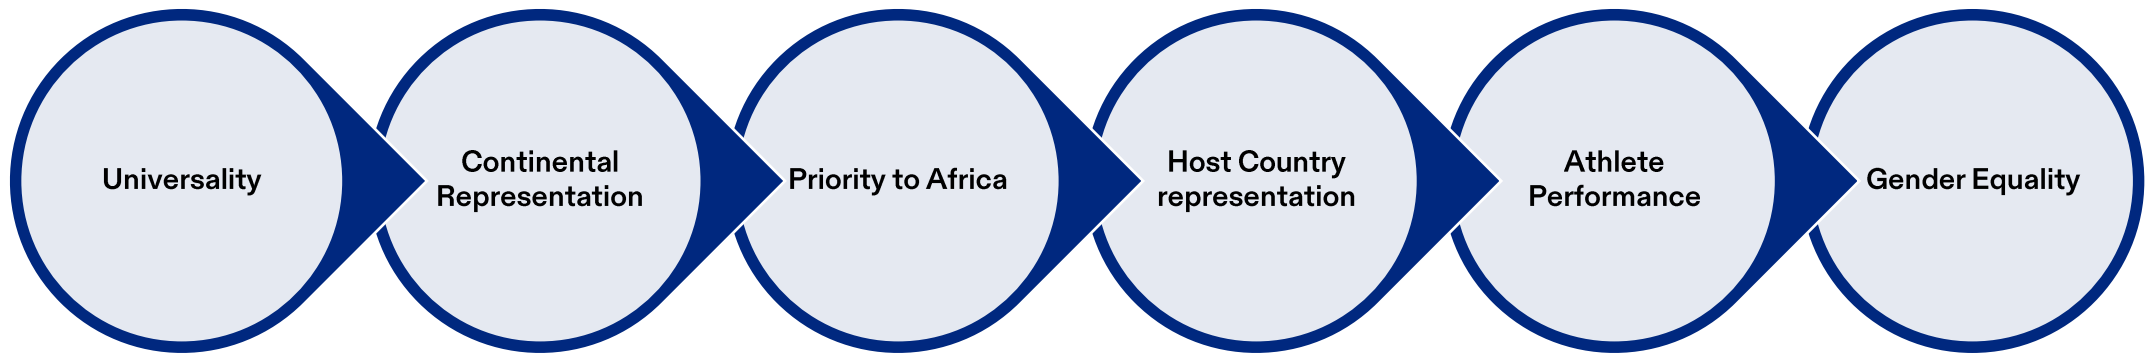 Universality
Continental
Representation
Priority to Africa
Host Country
representation
Athlete
Performance
Gender Equality